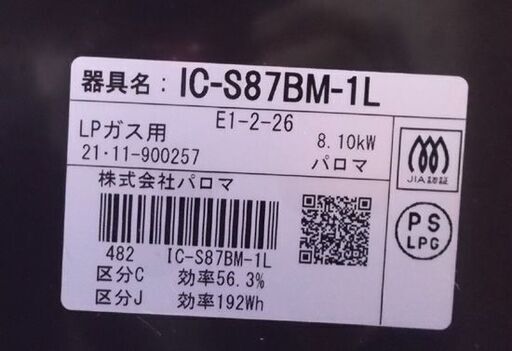 器具名：IC-S87BM-1L
E1-2-26
LPガス用
8.10kW
21・11-900257
パロマ
JIA認証
株式会社パロマ
PS
LPG
482 IC-S87BM-1L
区分C 効率56.3%
区分J 効率192Wh